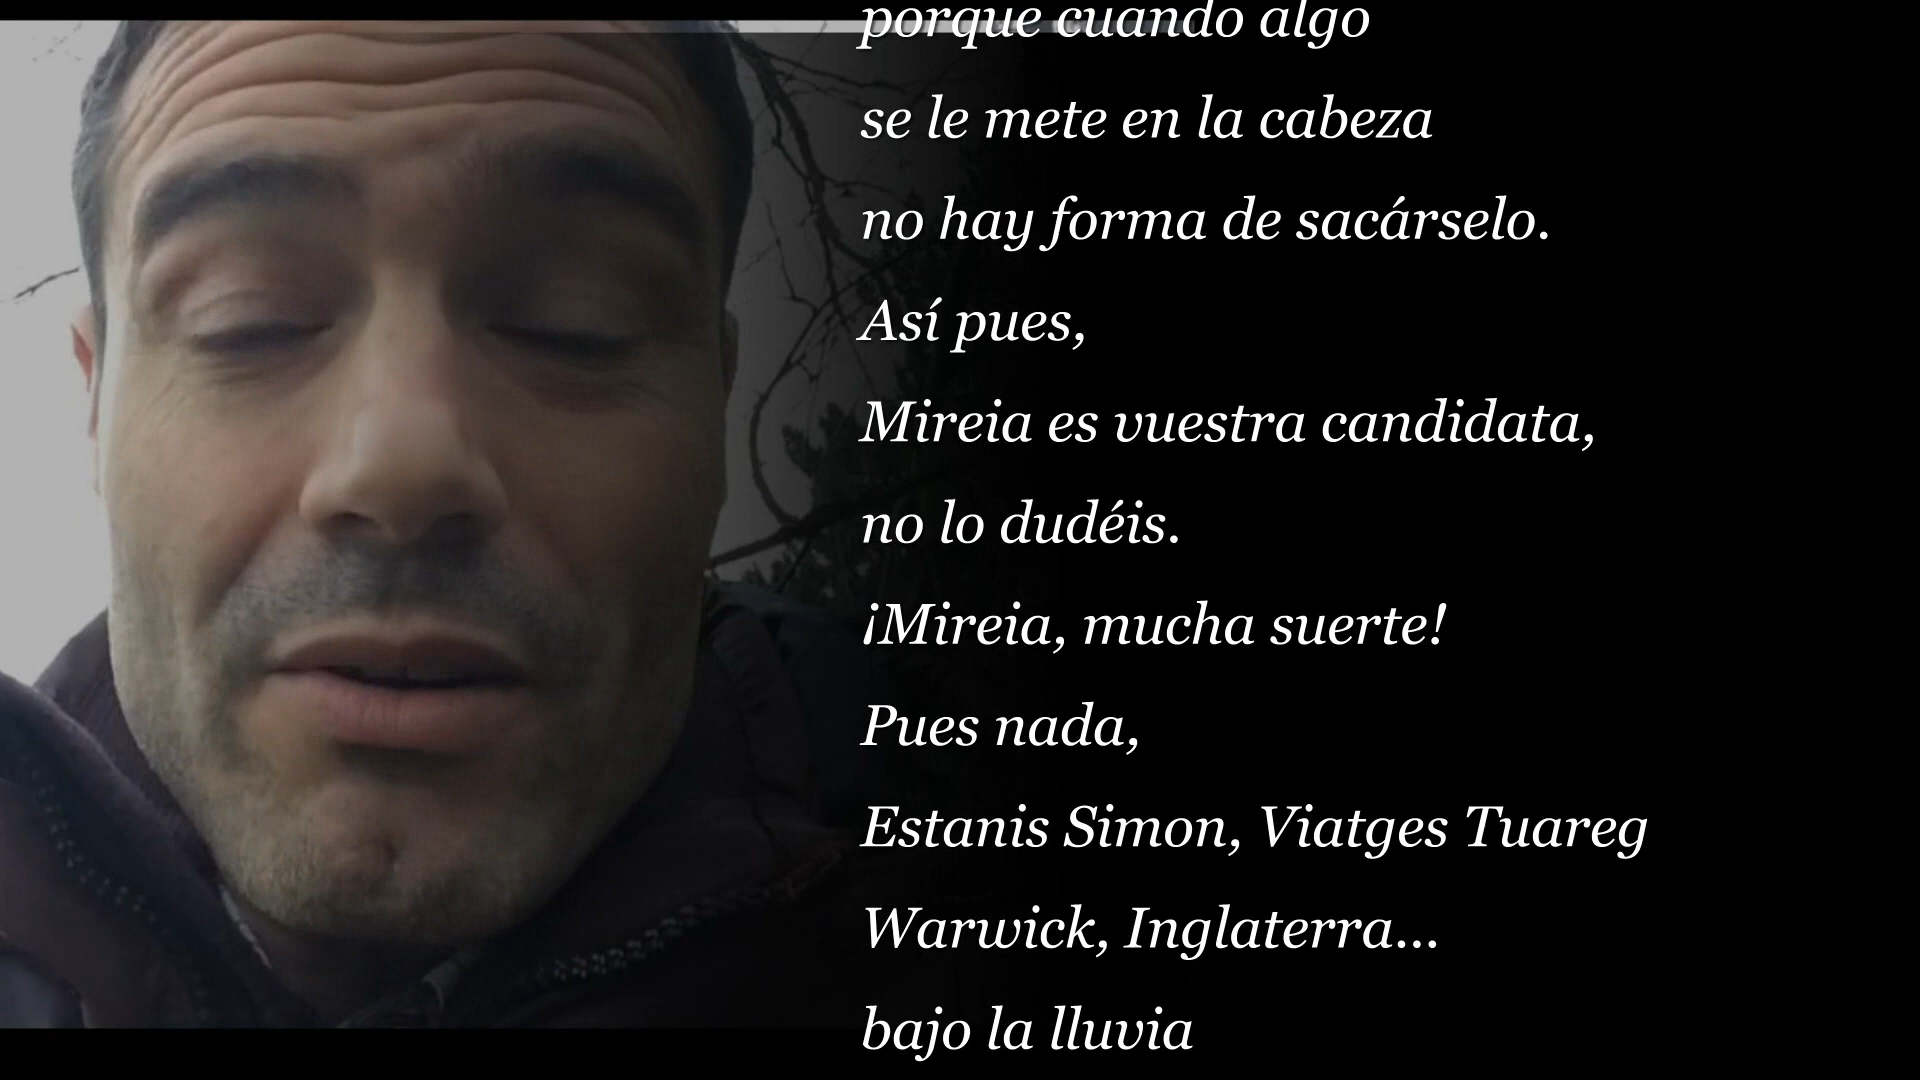 porque cuando algo
se le mete en la cabeza
no hay forma de sacárselo.
Así pues,
Mireia es vuestra candidata,
no lo dudéis.
¡Mireia, mucha suerte!
Pues nada,
Estanis Simon, Viatges Tuareg
Warwick, Inglaterra...
bajo la lluvia